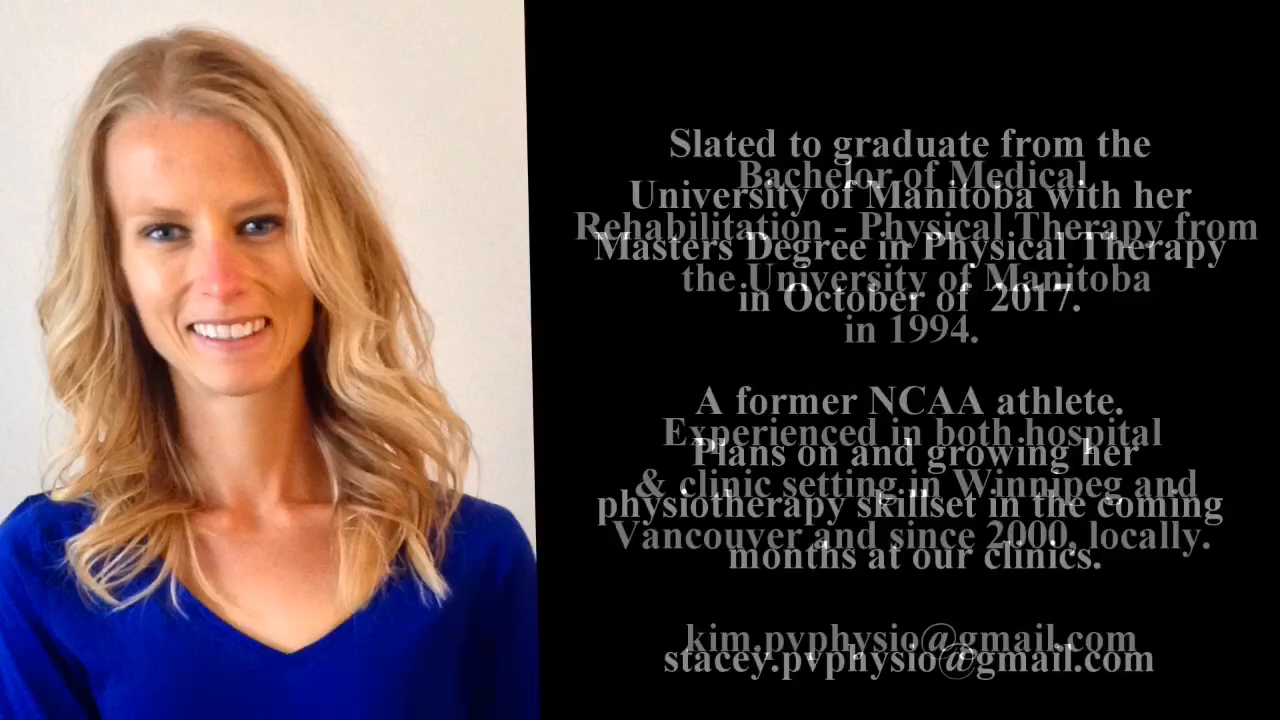 Slated to graduate from the
Bachelor of Medical
University of Manitoba with her
Rehabilitation - Physical Therapy from
Masters Degree in Physical Therapy
the University of Manitoba
in October of 2017.
in 1994.
A former NCAA athlete.
Experienced in both hospital
Plans on and growing her
& clinic setting in Winnipeg and
physiotherapy skillset in the coming
Vancouver and since 2000, locally.
months at our clinics.
kim.pvphysio@gmail.com
stacey.pvphysio@gmail.com